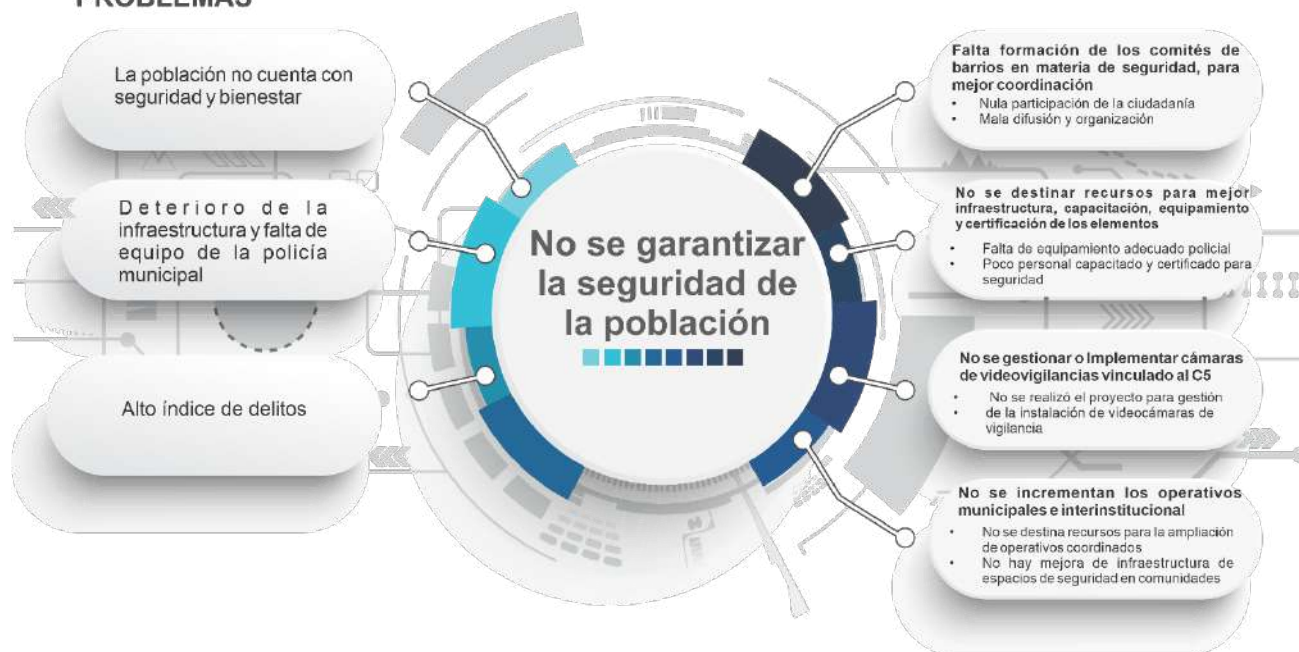 PROBLEMAS
La población no cuenta con
seguridad y bienestar
Deterioro de la
infraestructura y falta de
equipo de la policía
municipal
Alto índice de delitos
No se garantizar
la seguridad de
la población
Falta formación de los comités de
barrios en materia de seguridad, para
mejor coordinación
• Nula participación de la ciudadanía
• Mala difusión y organización
No se destinar recursos para mejor
infraestructura, capacitación, equipamiento
y certificación de los elementos
• Falta de equipamiento adecuado policial
• Poco personal capacitado y certificado para
seguridad
No se gestionar o Implementar cámaras
de videovigilancias vinculado al C5
• No se realizó el proyecto para gestión
• de la instalación de videocámaras de
vigilancia
No se incrementan los operativos
municipales e interinstitucional
• No se destina recursos para la ampliación
de operativos coordinados
• No hay mejora de infraestructura de
espacios de seguridad en comunidades